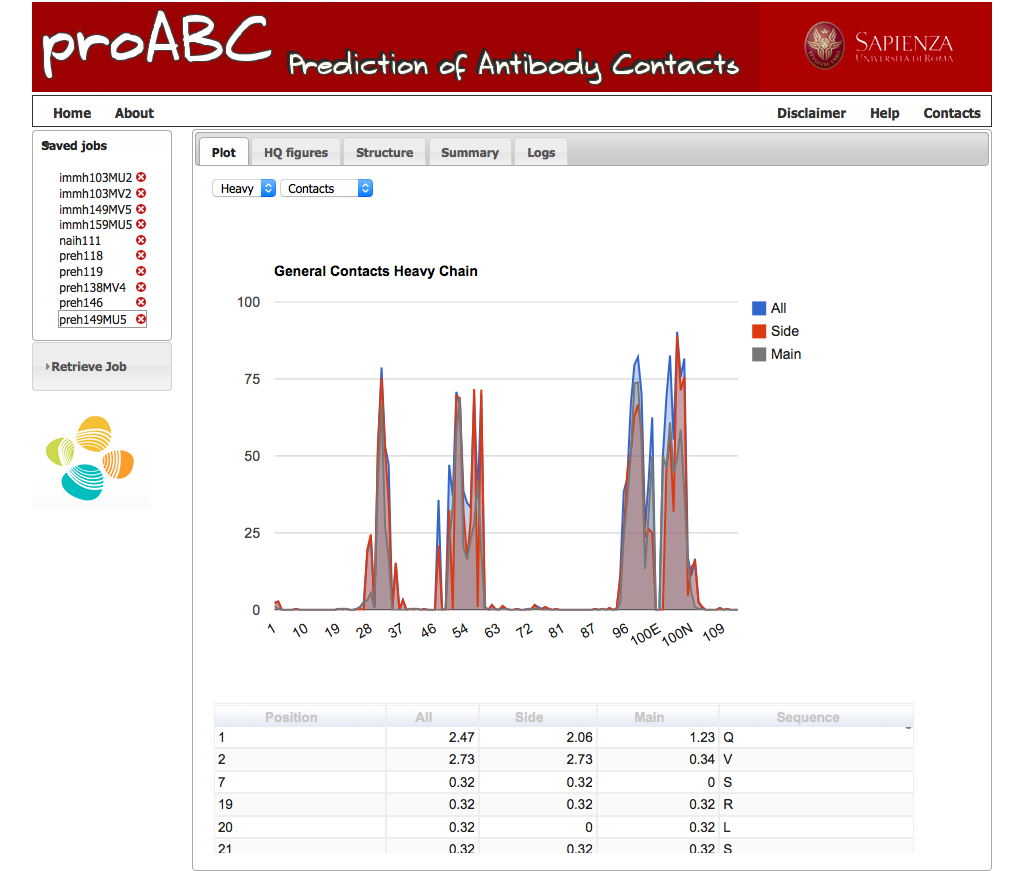 proABC
Prediction of Antibody Contacts
SAPIENZA
UNIVERSITÀ DI ROMA
Home About Disclaimer Help Contacts
Saved jobs
immh103MU2
immh103MV2
immh149MV5
immh159MU5
naih111
preh118
preh119
preh138MV4
preh146
preh149MU5
Retrieve Job
Plot HQ figures Structure Summary Logs
Heavy Contacts
General Contacts Heavy Chain
100
75
50
25
0
1 10 19 28 37 46 54 63 72 81 87 96 100E 100N 109
All
Side
Main
Position All Side Main Sequence
1 2.47 2.06 1.23 Q
2 2.73 2.73 0.34 V
7 0.32 0.32 0 S
19 0.32 0.32 0.32 R
20 0.32 0 0.32 L
21 0.32 0.32 0.32 S